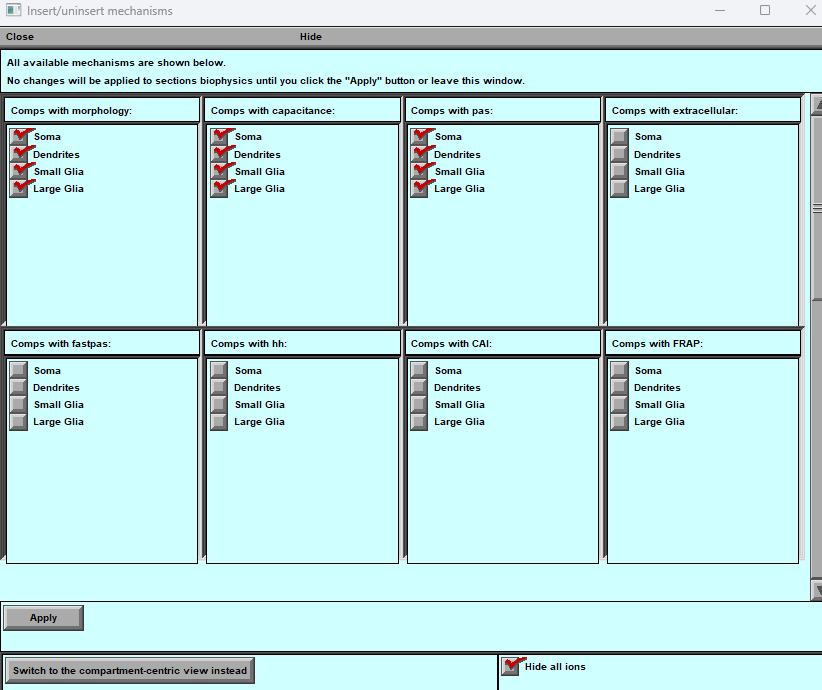 Insert/uninsert mechanisms
Close
Hide
All available mechanisms are shown below.
No changes will be applied to sections biophysics until you click the "Apply" button or leave this window.
Comps with morphology:
Soma
Dendrites
Small Glia
Large Glia
Comps with capacitance:
Soma
Dendrites
Small Glia
Large Glia
Comps with pas:
Soma
Dendrites
Small Glia
Large Glia
Comps with extracellular:
Soma
Dendrites
Small Glia
Large Glia
Comps with fastpas:
Soma
Dendrites
Small Glia
Large Glia
Comps with hh:
Soma
Dendrites
Small Glia
Large Glia
Comps with CAl:
Soma
Dendrites
Small Glia
Large Glia
Comps with FRAP:
Soma
Dendrites
Small Glia
Large Glia
Apply
Switch to the compartment-centric view instead
Hide all ions